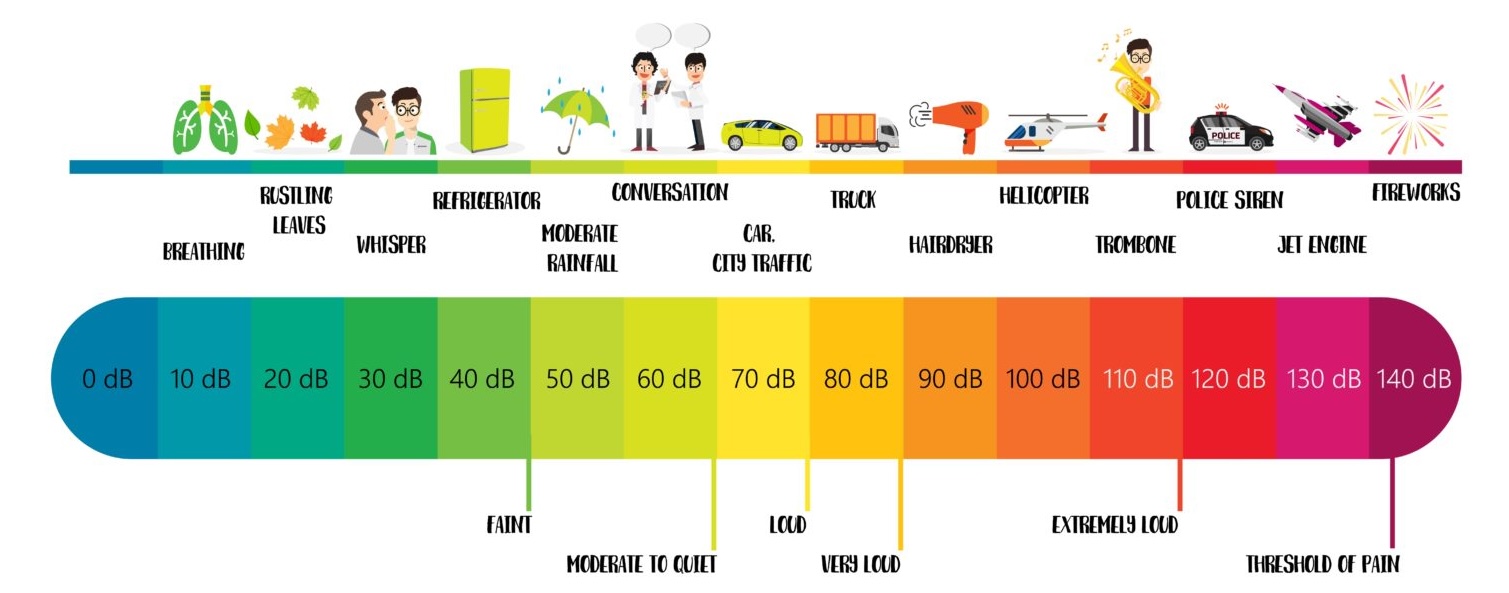 POLICE
RUSTLING
LEAVES
BREATHING
WHISPER
REFRIGERATOR
MODERATE
RAINFALL
CONVERSATION
CAR,
CITY TRAFFIC
TRUCK
HAIRDRYER
HELICOPTER
TROMBONE
POLICE SIREN
JET ENGINE
FIREWORKS
0 dB 10 dB 20 dB 30 dB 40 dB 50 dB 60 dB 70 dB 80 dB 90 dB 100 dB 110 dB 120 dB 130 dB 140 dB
FAINT
MODERATE TO QUIET
LOUD
VERY LOUD
EXTREMELY LOUD
THRESHOLD OF PAIN